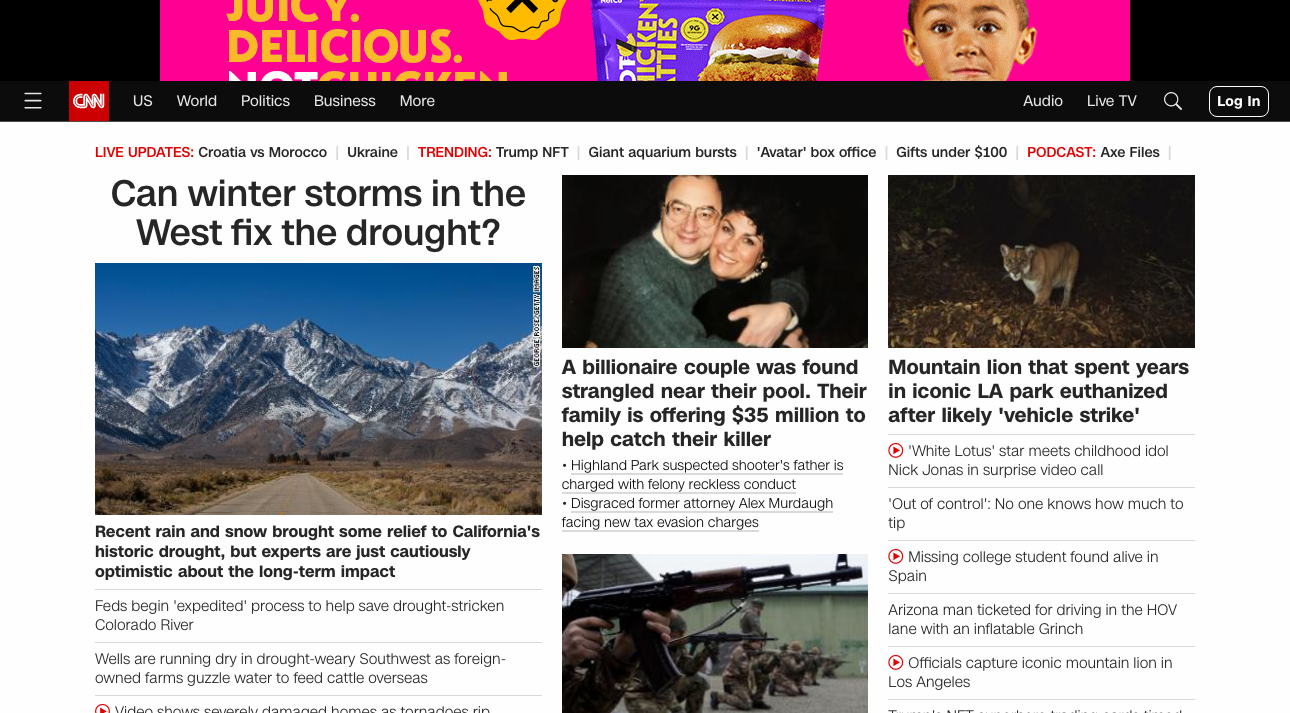 JUICY.
DELICIOUS.
NOTCHICKEN
NotCo
9G
CHICKEN
PATTIES
CNN
US
World
Politics
Business
More
Audio
Live TV
Log In
LIVE UPDATES: Croatia vs Morocco | Ukraine | TRENDING: Trump NFT | Giant aquarium bursts | 'Avatar' box office | Gifts under $100 | PODCAST: Axe Files |
Can winter storms in the
West fix the drought?
GEORGE ROSE/GETTY IMAGES
Recent rain and snow brought some relief to California's
historic drought, but experts are just cautiously
optimistic about the long-term impact
Feds begin 'expedited' process to help save drought-stricken
Colorado River
Wells are running dry in drought-weary Southwest as foreign-
owned farms guzzle water to feed cattle overseas
Video shows severely damaged homes as tornadoes rip
A billionaire couple was found
strangled near their pool. Their
family is offering $35 million to
help catch their killer
• Highland Park suspected shooter's father is
charged with felony reckless conduct
• Disgraced former attorney Alex Murdaugh
facing new tax evasion charges
Mountain lion that spent years
in iconic LA park euthanized
after likely 'vehicle strike'
'White Lotus' star meets childhood idol
Nick Jonas in surprise video call
'Out of control': No one knows how much to
tip
Missing college student found alive in
Spain
Arizona man ticketed for driving in the HOV
lane with an inflatable Grinch
Officials capture iconic mountain lion in
Los Angeles
Trump's NFT superhero trading cards timed